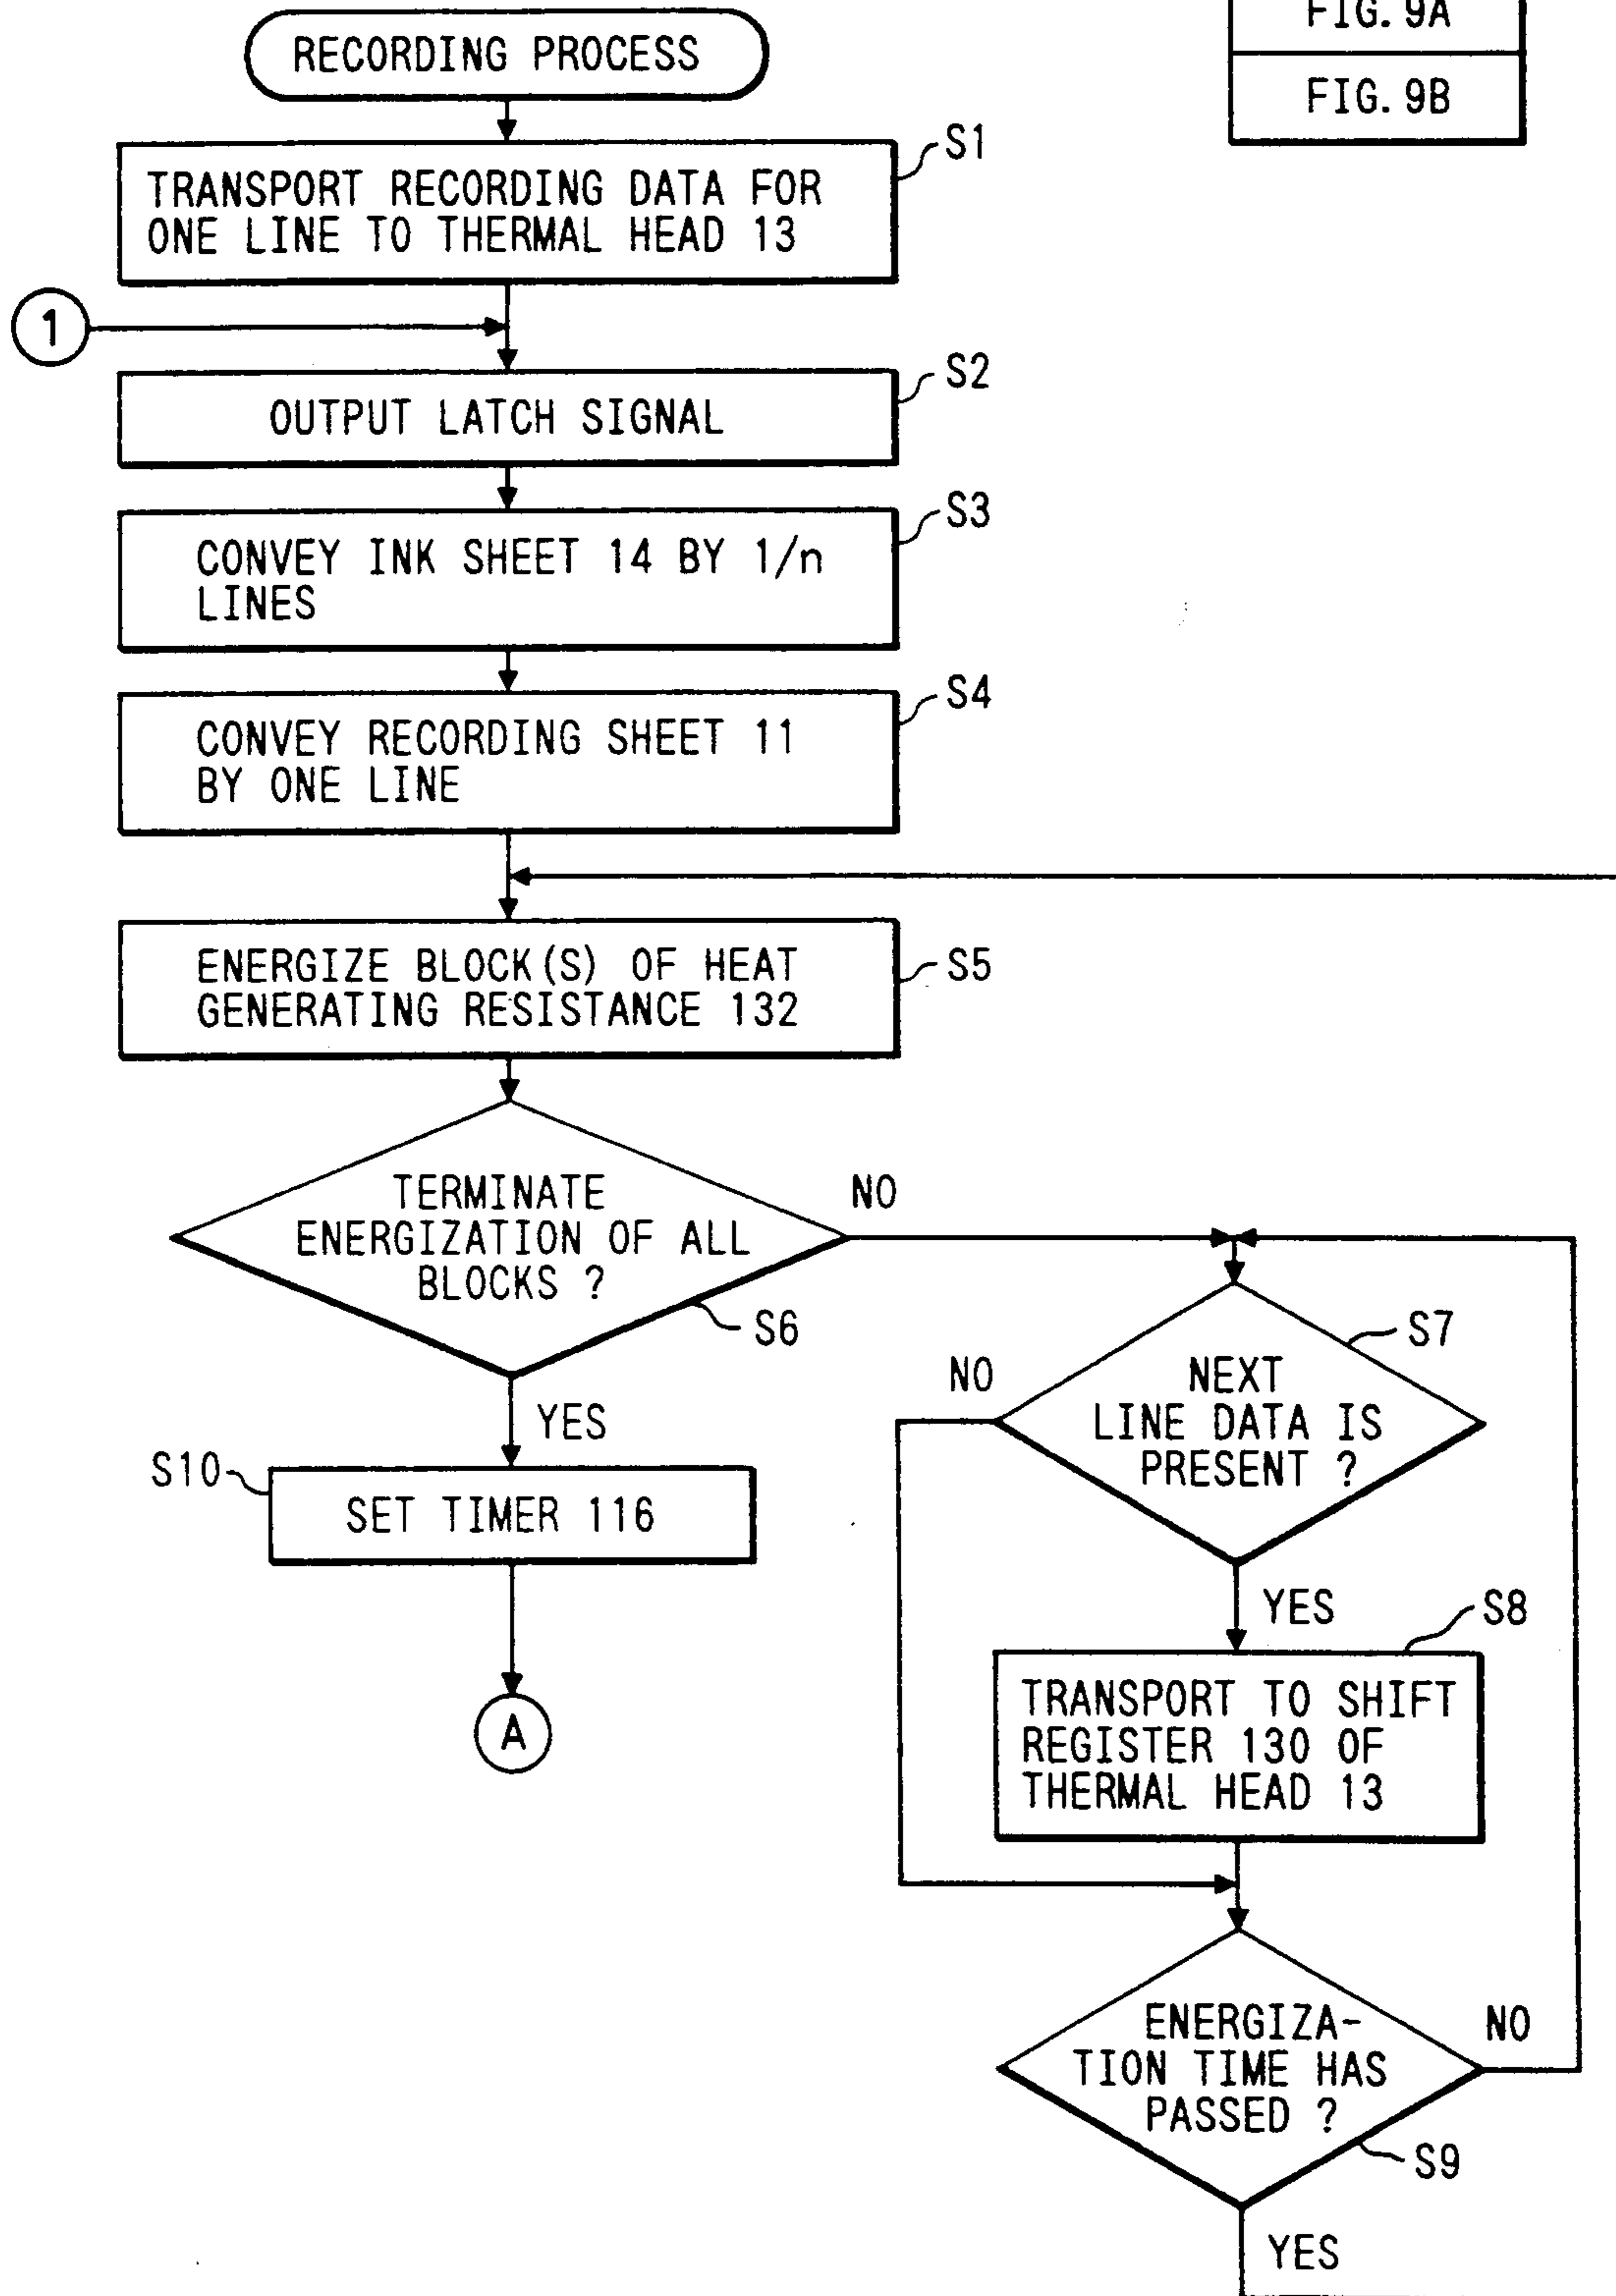 FIG. 9A
FIG. 9B
RECORDING PROCESS
S1
TRANSPORT RECORDING DATA FOR
ONE LINE TO THERMAL HEAD 13
1
S2
OUTPUT LATCH SIGNAL
S3
CONVEY INK SHEET 14 BY 1/n
LINES
S4
CONVEY RECORDING SHEET 11
BY ONE LINE
S5
ENERGIZE BLOCK(S) OF HEAT
GENERATING RESISTANCE 132
TERMINATE
ENERGIZATION OF ALL
BLOCKS ?
NO
S6
YES
S10
SET TIMER 116
A
S7
NO
NEXT
LINE DATA IS
PRESENT ?
YES
S8
TRANSPORT TO SHIFT
REGISTER 130 OF
THERMAL HEAD 13
ENERGIZA-
TION TIME HAS
PASSED ?
NO
S9
YES